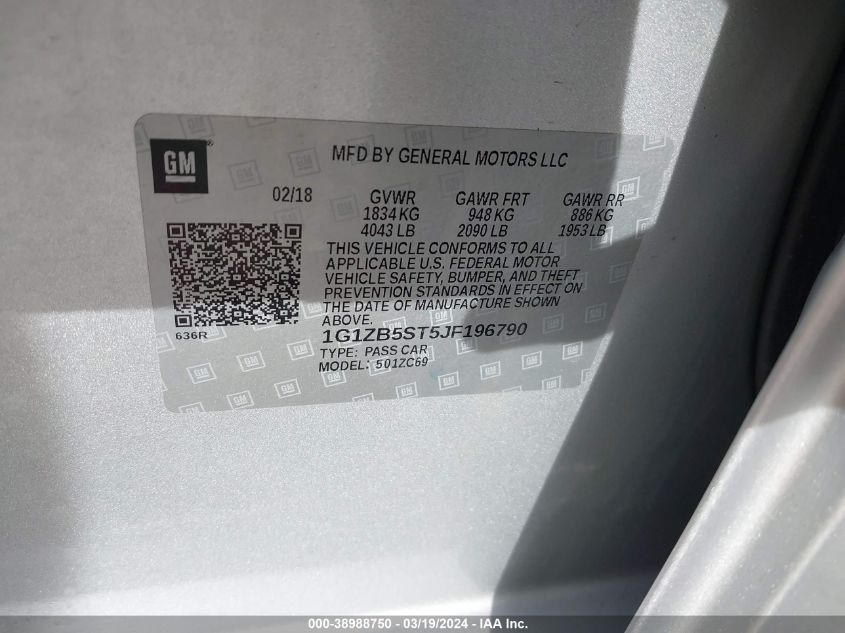 GM
MFD BY GENERAL MOTORS LLC
02/18 GVWR GAWR FRT GAWR RR
1834 KG 948 KG 886 KG
4043 LB 2090 LB 1953 LB
THIS VEHICLE CONFORMS TO ALL
APPLICABLE U.S. FEDERAL MOTOR
VEHICLE SAFETY, BUMPER, AND THEFT
PREVENTION STANDARDS IN EFFECT ON
THE DATE OF MANUFACTURE SHOWN
ABOVE.
636R
1G1ZB5ST5JF196790
TYPE: PASS CAR
MODEL: 501ZC69
000-38988750 - 03/19/2024 - IAA Inc.